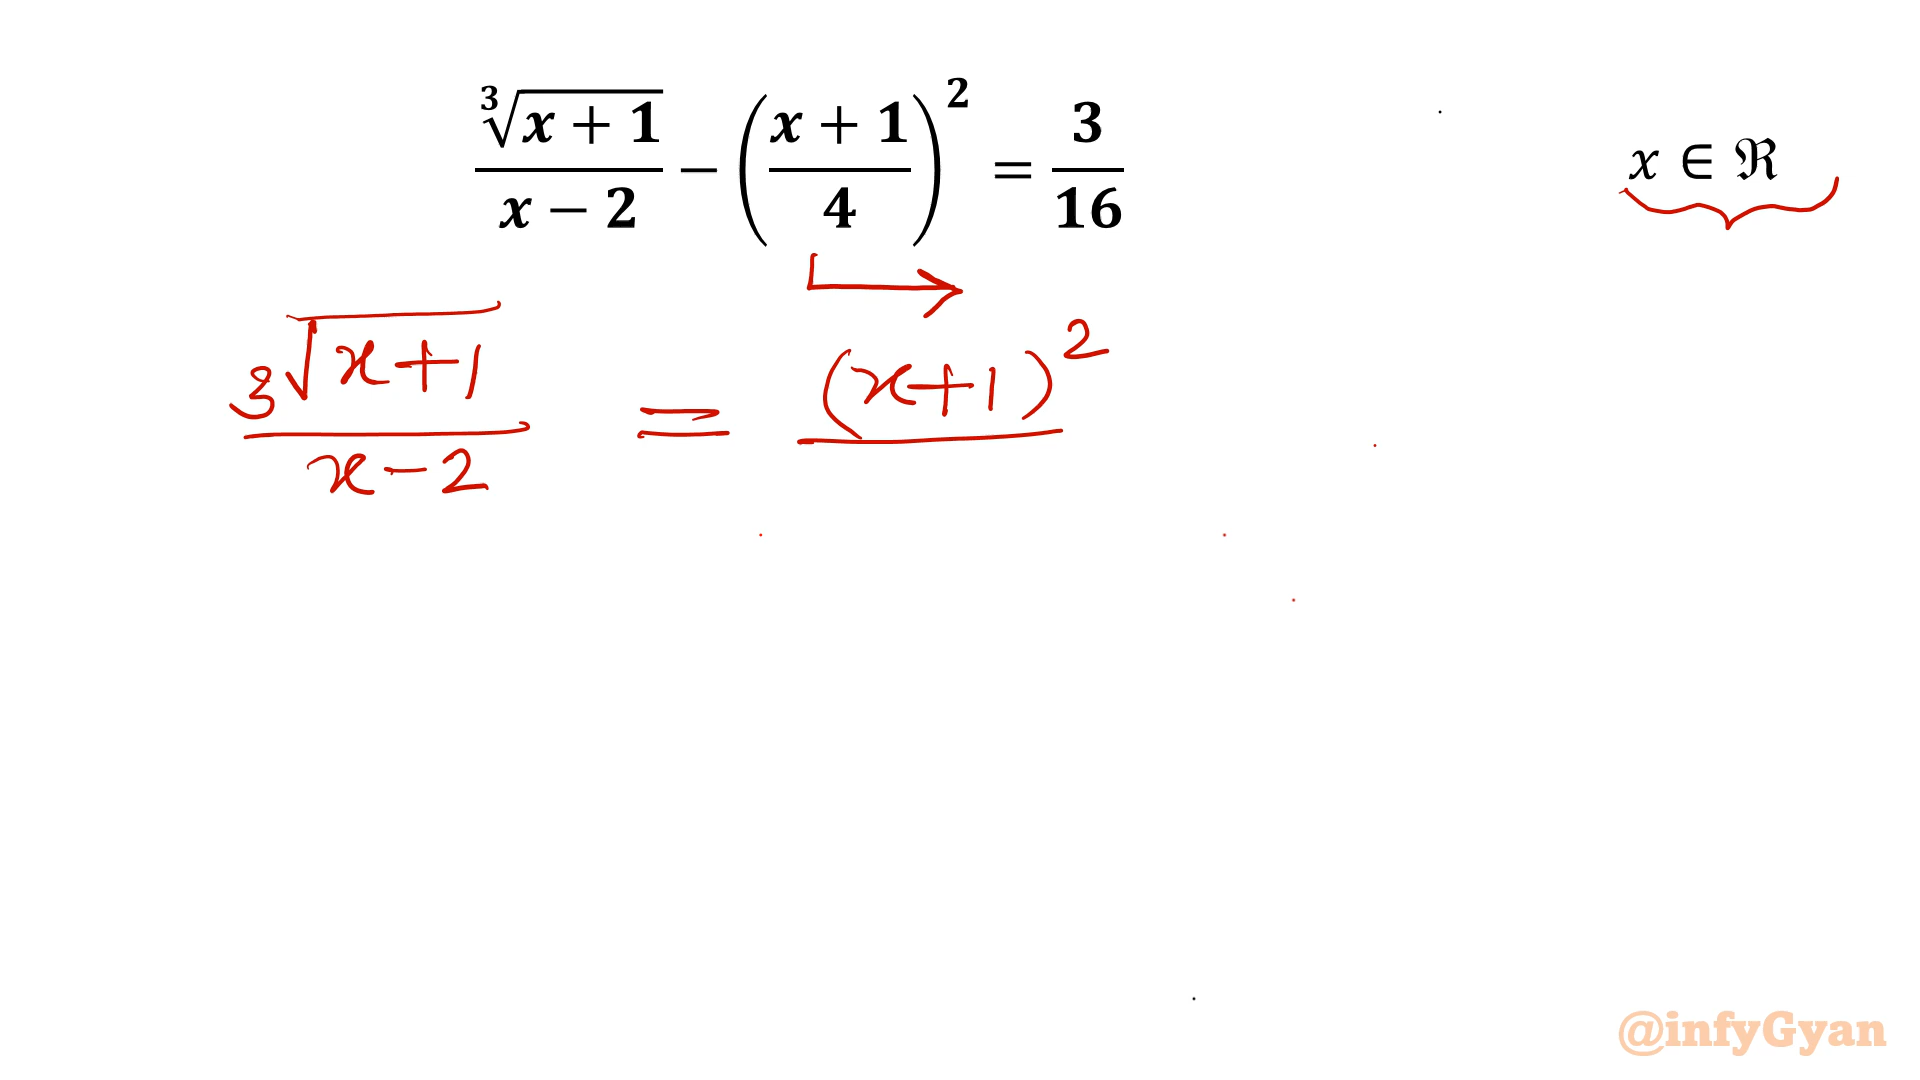 ∛(x + 1)/(x − 2) − ((x + 1)/4)² = 3/16
x ∈ ℜ
∛(x+1)/(x−2) = (x+1)²/
@infyGyan